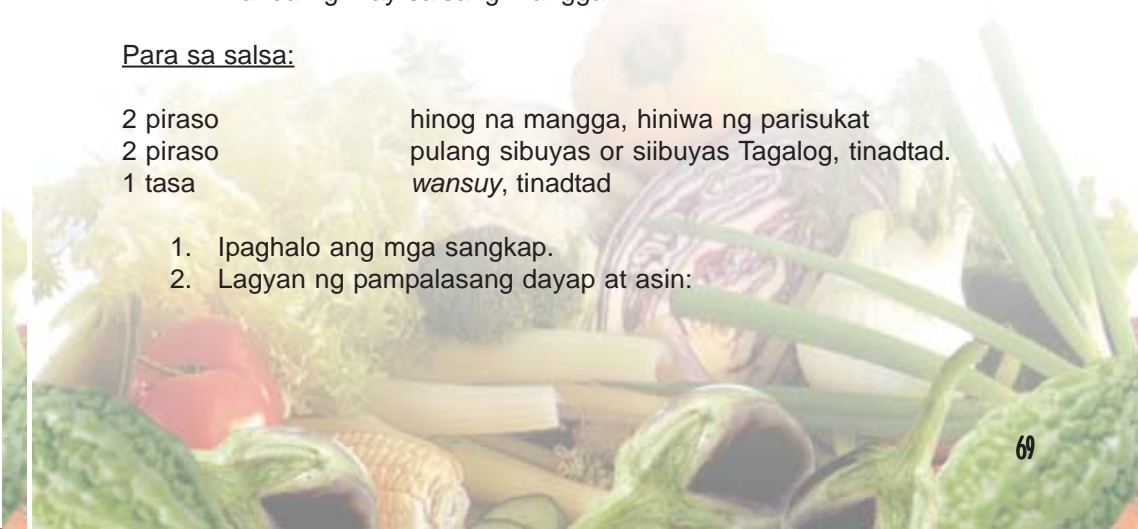 Para sa salsa:
2 piraso hinog na mangga, hiniwa ng parisukat
2 piraso pulang sibuyas or siibuyas Tagalog, tinadtad.
1 tasa wansuy, tinadtad
1. Ipaghalo ang mga sangkap.
2. Lagyan ng pampalasang dayap at asin:
69